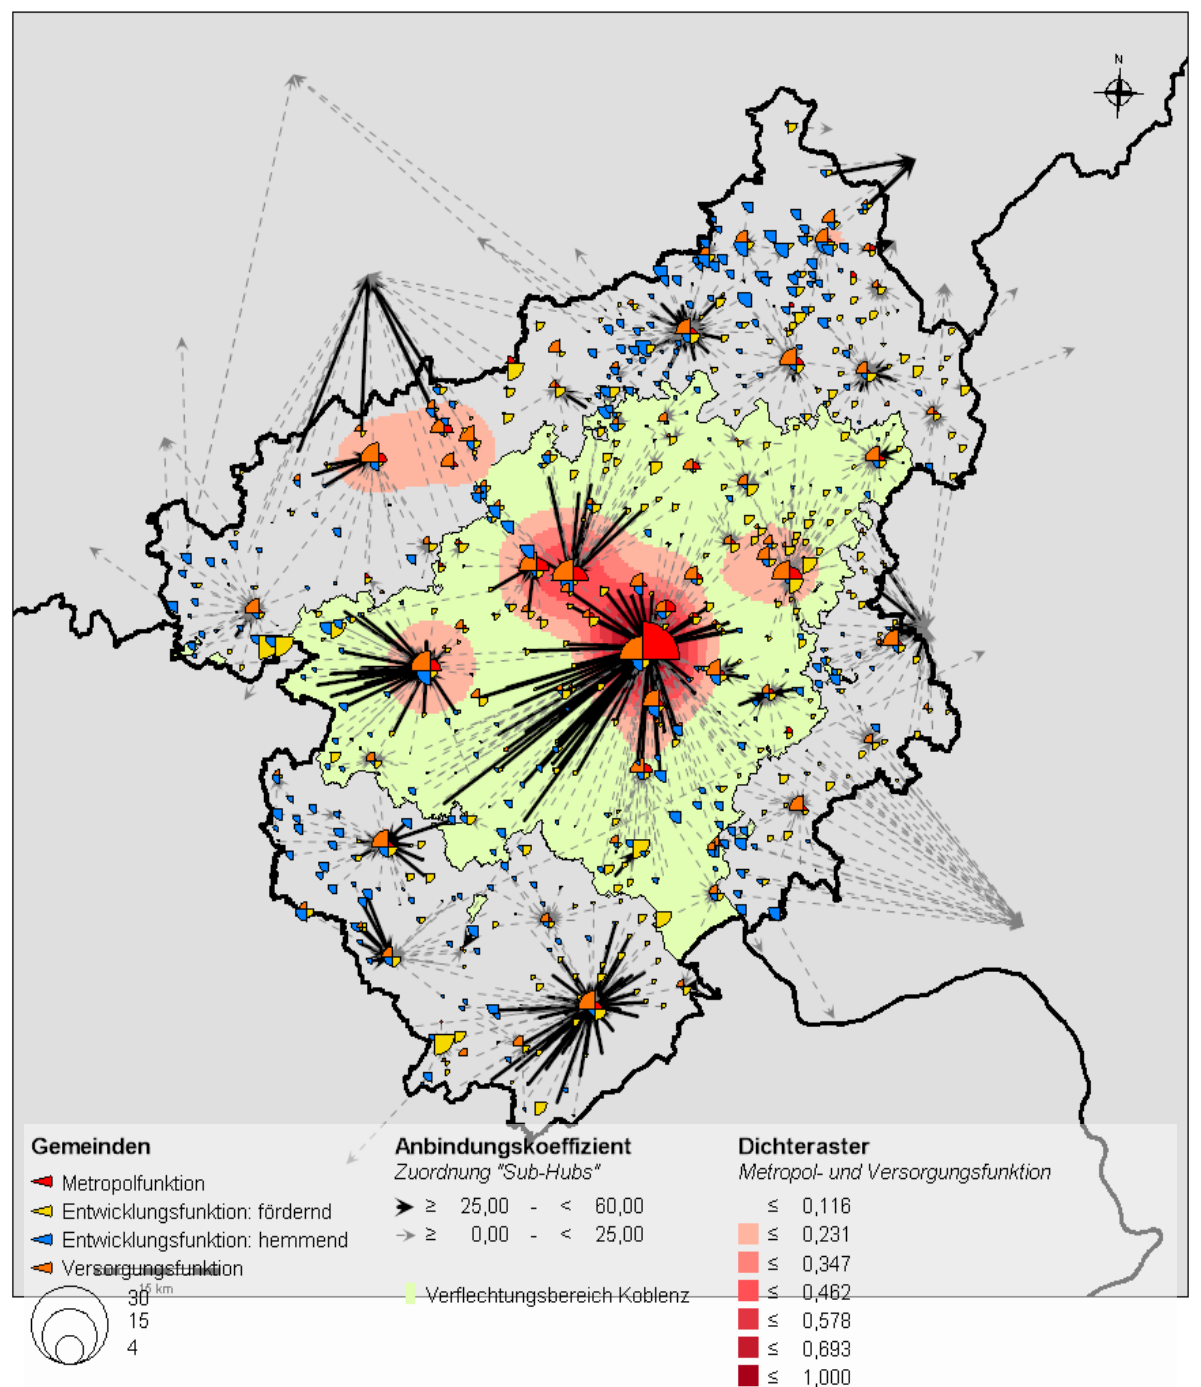 N
Gemeinden
Metropolfunktion
Entwicklungsfunktion: fördernd
Entwicklungsfunktion: hemmend
Versorgungsfunktion
15 km
30
15
4
Anbindungskoeffizient
Zuordnung "Sub-Hubs"
≥ 25,00 - < 60,00
≥ 0,00 - < 25,00
Verflechtungsbereich Koblenz
Dichteraster
Metropol- und Versorgungsfunktion
≤ 0,116
≤ 0,231
≤ 0,347
≤ 0,462
≤ 0,578
≤ 0,693
≤ 1,000